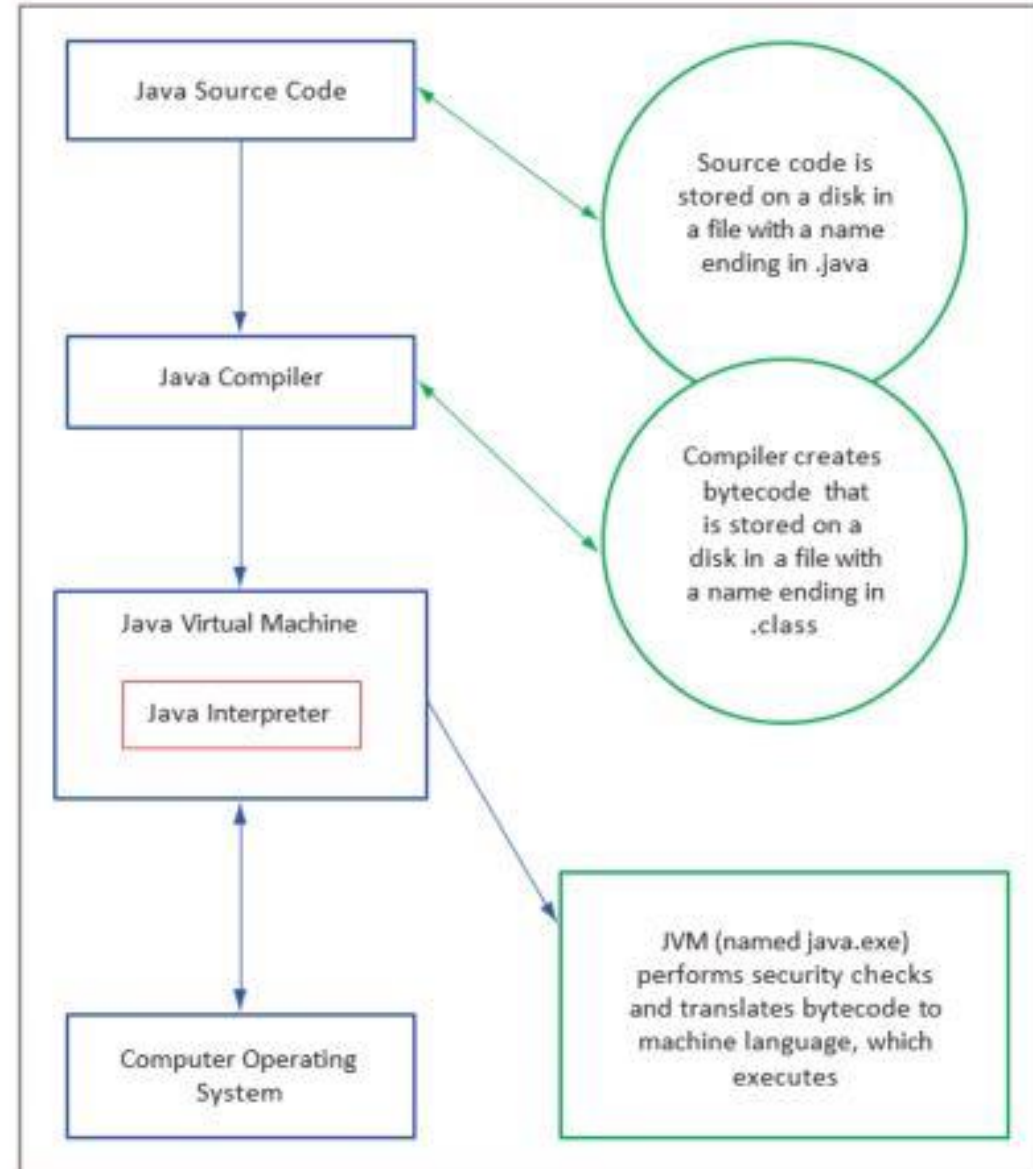 Java Source Code
Source code is
stored on a disk in
a file with a name
ending in .java
Java Compiler
Compiler creates
bytecode that
is stored on a
disk in a file with
a name ending in
.class
Java Virtual Machine
Java Interpreter
JVM (named java.exe)
performs security checks
and translates bytecode to
machine language, which
executes
Computer Operating
System